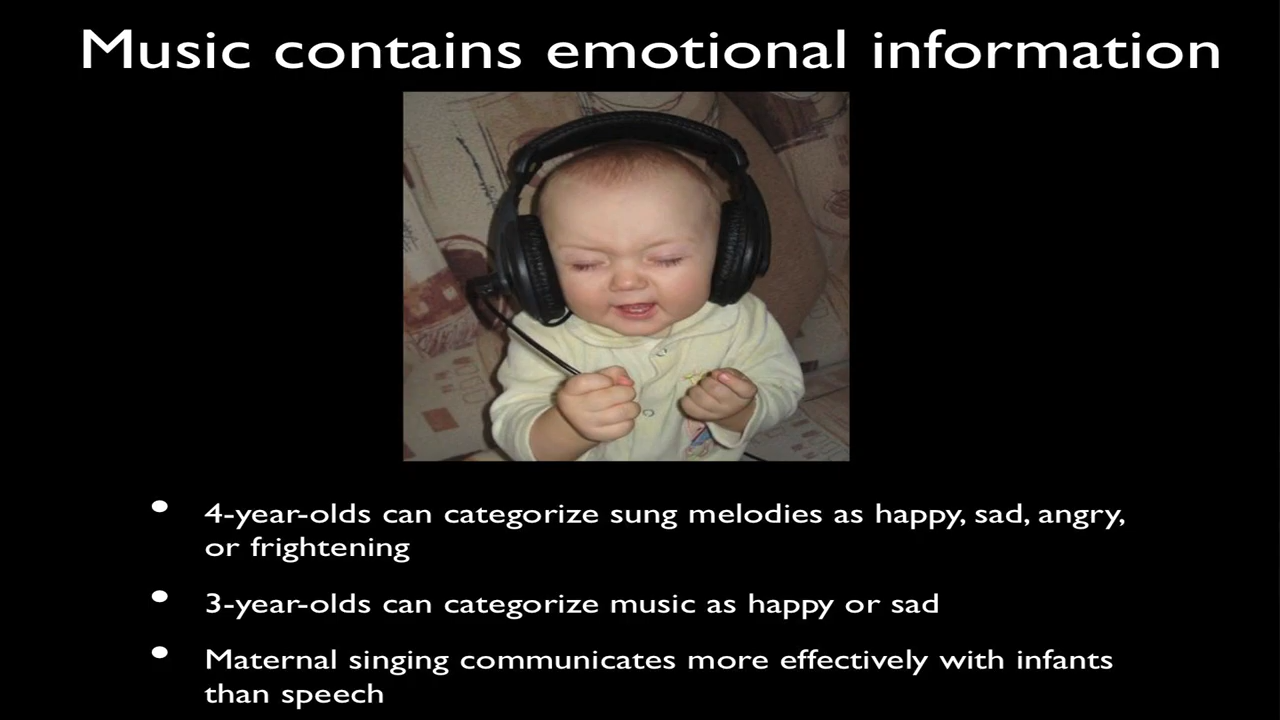 Music contains emotional information
• 4-year-olds can categorize sung melodies as happy, sad, angry,
or frightening
• 3-year-olds can categorize music as happy or sad
• Maternal singing communicates more effectively with infants
than speech